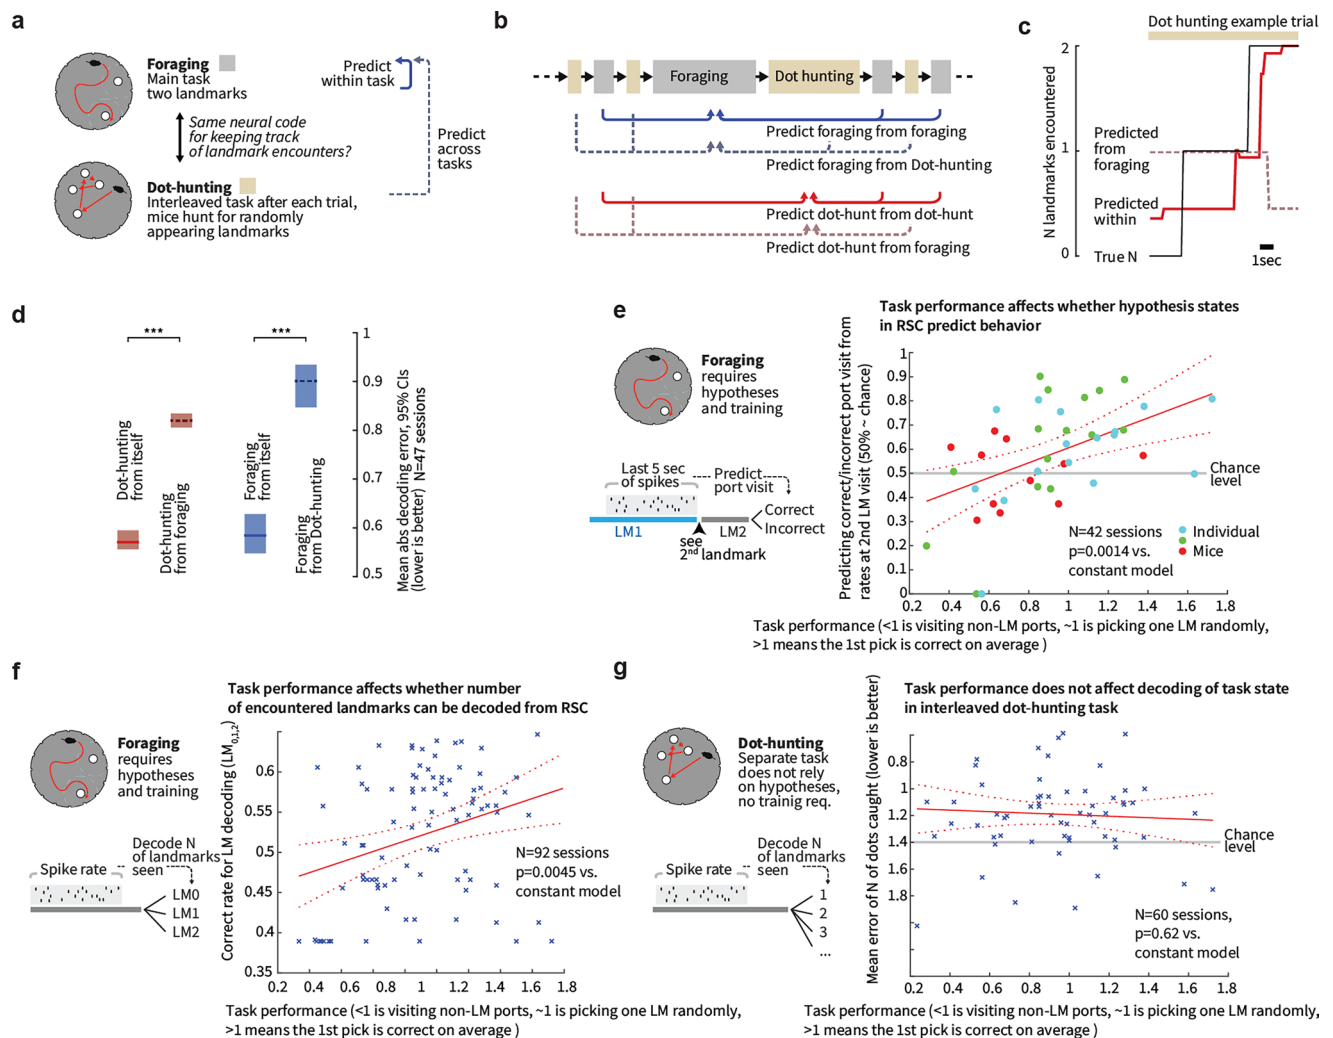 a
Foraging
Main task
two landmarks
Predict
within task
Same neural code
for keeping track
of landmark encounters?
Predict
across
tasks
Dot-hunting
Interleaved task after each trial,
mice hunt for randomly
appearing landmarks
b
Foraging
Dot hunting
Predict foraging from foraging
Predict foraging from Dot-hunting
Predict dot-hunt from dot-hunt
Predict dot-hunt from foraging
c
Dot hunting example trial
N landmarks encountered
2
1
0
Predicted
from
foraging
Predicted
within
True N
1sec
d
***
***
Dot-hunting
from itself
Dot-hunting
from foraging
Foraging
from itself
Foraging
from Dot-hunting
1
0.9
0.8
0.7
0.6
0.5
Mean abs decoding error, 95% CIs
(lower is better) N=47 sessions
e
Task performance affects whether hypothesis states
in RSC predict behavior
Foraging
requires
hypotheses
and training
Last 5 sec
of spikes
Predict
port visit
Correct
Incorrect
LM1
LM2
see
2nd landmark
Predicting correct/incorrect port visit from
rates at 2nd LM visit (50% ~ chance)
1
0.9
0.8
0.7
0.6
0.5
0.4
0.3
0.2
0.1
0
Chance
level
N=42 sessions
p=0.0014 vs.
constant model
Individual
Mice
0.2 0.4 0.6 0.8 1 1.2 1.4 1.6 1.8
Task performance (<1 is visiting non-LM ports, ~1 is picking one LM randomly,
>1 means the 1st pick is correct on average )
f
Task performance affects whether number
of encountered landmarks can be decoded from RSC
Foraging
requires
hypotheses
and training
Decode N
of landmarks
seen
Spike rate
LM0
LM1
LM2
Correct rate for LM decoding (LM0,1,2)
0.6
0.55
0.5
0.45
0.4
0.35
N=92 sessions
p=0.0045 vs.
constant model
0.2 0.4 0.6 0.8 1 1.2 1.4 1.6 1.8
Task performance (<1 is visiting non-LM ports, ~1 is picking one LM randomly,
>1 means the 1st pick is correct on average )
g
Task performance does not affect decoding of task state
in interleaved dot-hunting task
Dot-hunting
Separate task
does not rely
on hypotheses,
no trainig req.
Decode N
of landmarks
seen
Spike rate
1
2
3
...
Mean error of N of dots caught (lower is better)
0.8
1
1.2
1.4
1.6
1.8
Chance
level
N=60 sessions,
p=0.62 vs.
constant model
0.2 0.4 0.6 0.8 1 1.2 1.4 1.6 1.8
Task performance (<1 is visiting non-LM ports, ~1 is picking one LM randomly,
>1 means the 1st pick is correct on average )